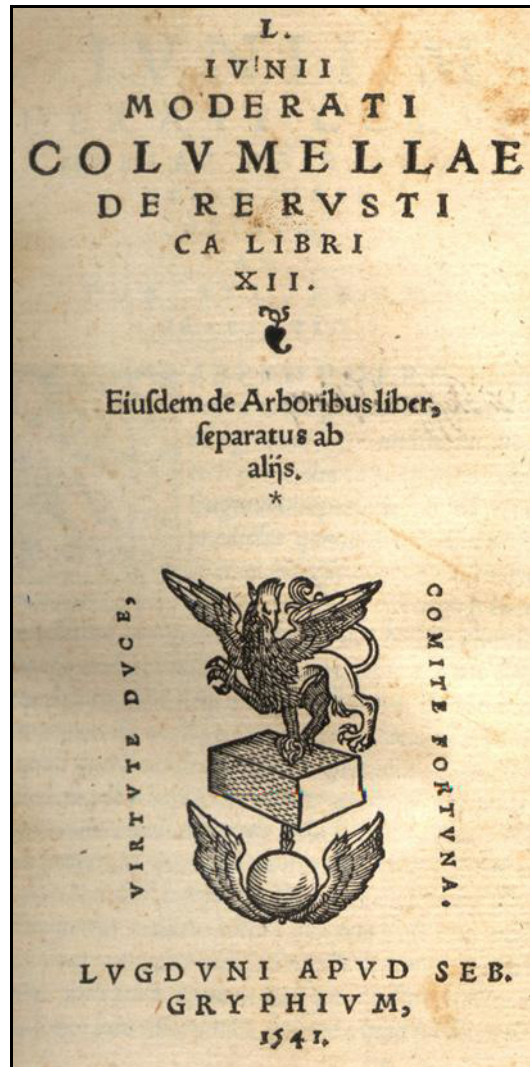 L.
IVNII
MODERATI
COLVMELLAE
DE RE RVSTI
CA LIBRI
XII.
Eiuſdem de Arboribus liber,
ſeparatus ab
alijs.
*
VIRTVTE DVCE,
COMITE FORTVNA.
LVGDVNI APVD SEB.
GRYPHIVM,
1541.